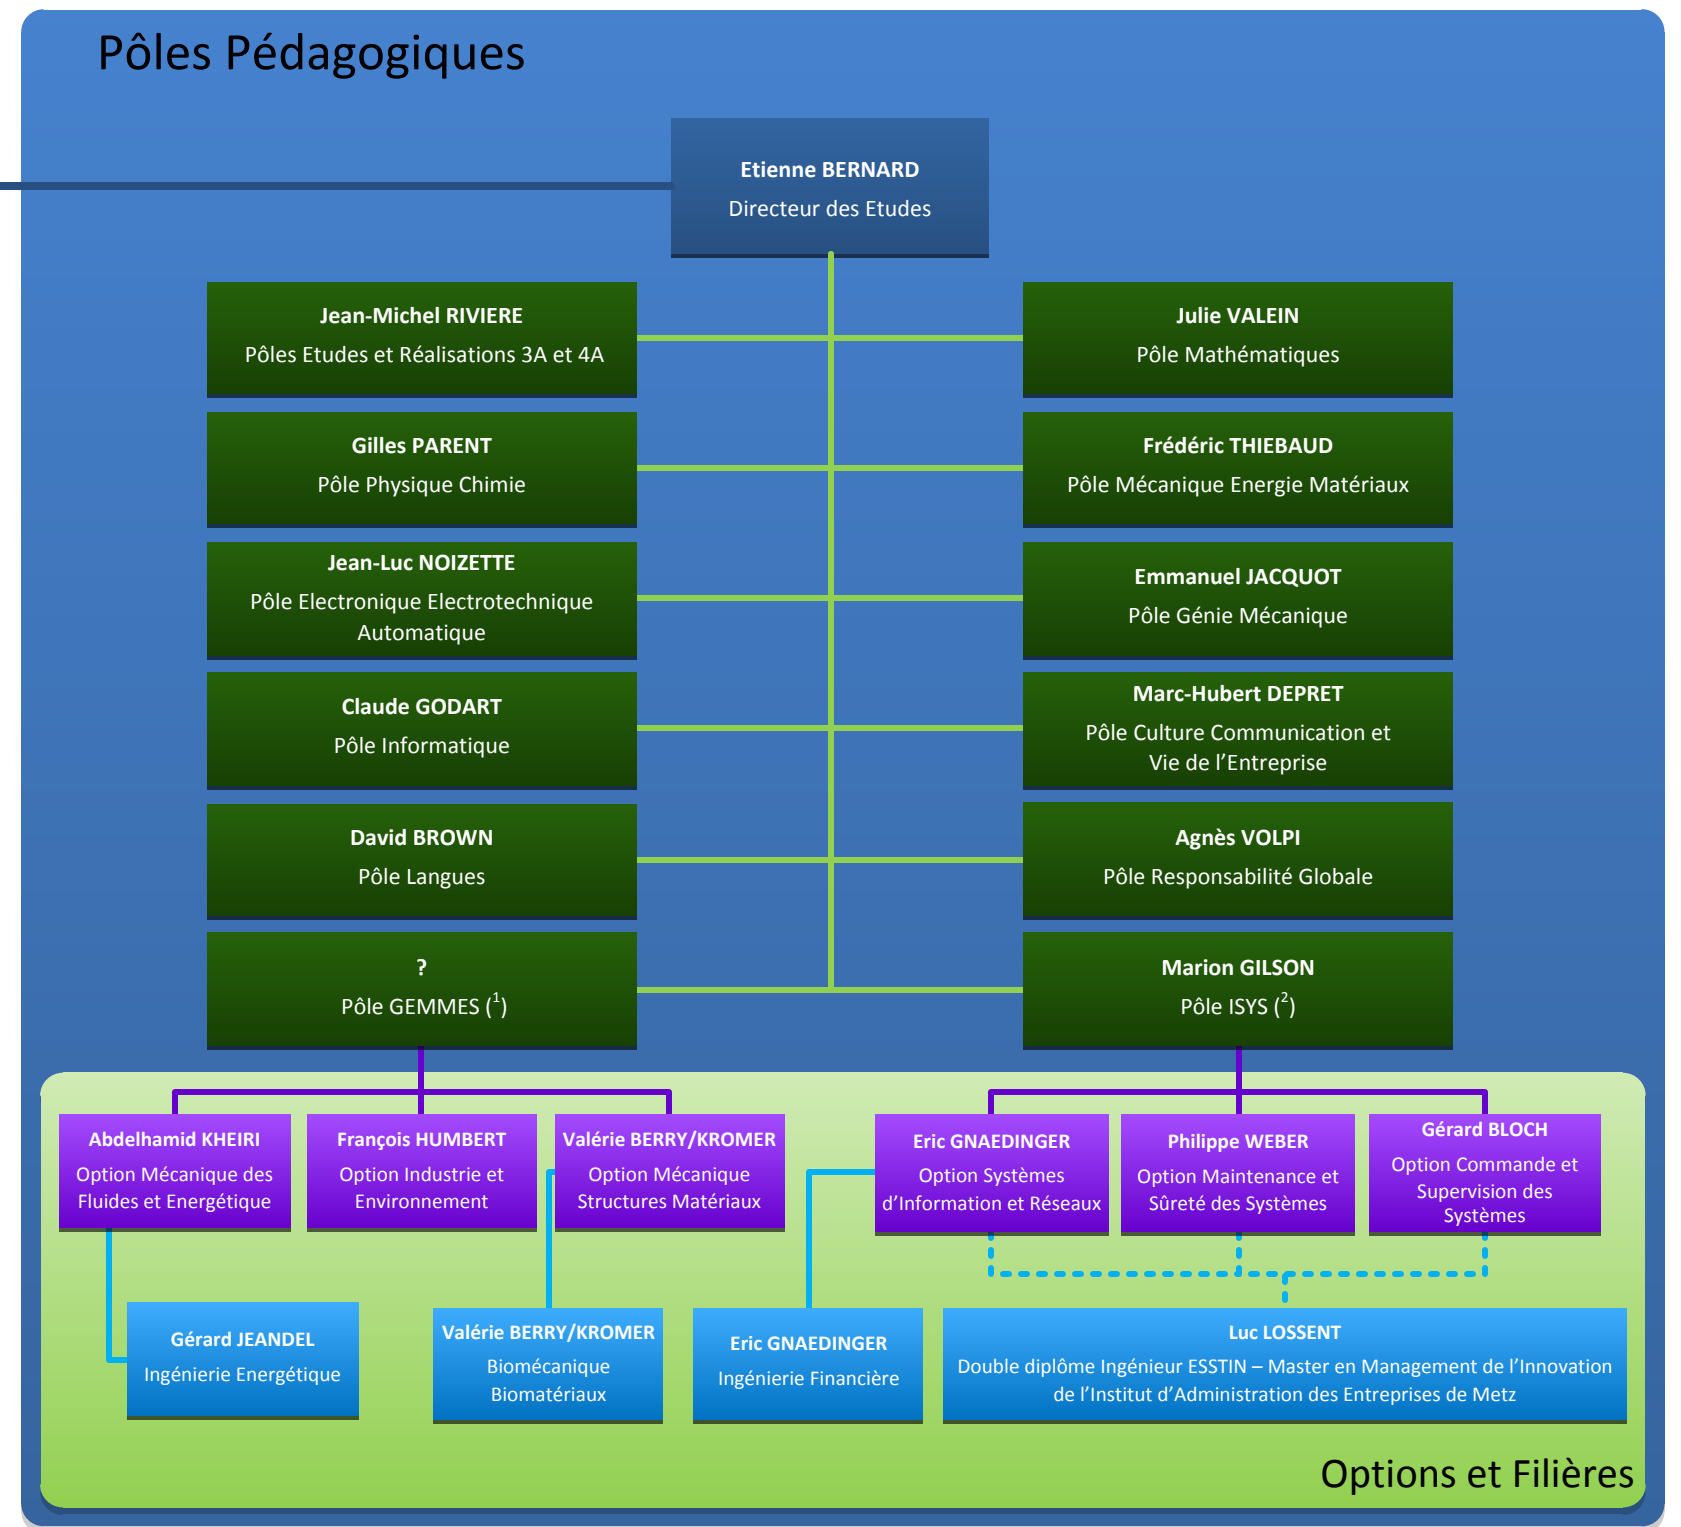 Pôles Pédagogiques
Etienne BERNARD
Directeur des Etudes
Jean-Michel RIVIERE
Pôles Etudes et Réalisations 3A et 4A
Julie VALEIN
Pôle Mathématiques
Gilles PARENT
Pôle Physique Chimie
Frédéric THIEBAUD
Pôle Mécanique Energie Matériaux
Jean-Luc NOIZETTE
Pôle Electronique Electrotechnique
Automatique
Emmanuel JACQUOT
Pôle Génie Mécanique
Claude GODART
Pôle Informatique
Marc-Hubert DEPRET
Pôle Culture Communication et
Vie de l’Entreprise
David BROWN
Pôle Langues
Agnès VOLPI
Pôle Responsabilité Globale
?
Pôle GEMMES (1)
Marion GILSON
Pôle ISYS (2)
Abdelhamid KHEIRI
Option Mécanique des
Fluides et Energétique
François HUMBERT
Option Industrie et
Environnement
Valérie BERRY/KROMER
Option Mécanique
Structures Matériaux
Eric GNAEDINGER
Option Systèmes
d’Information et Réseaux
Philippe WEBER
Option Maintenance et
Sûreté des Systèmes
Gérard BLOCH
Option Commande et
Supervision des
Systèmes
Gérard JEANDEL
Ingénierie Energétique
Valérie BERRY/KROMER
Biomécanique
Biomatériaux
Eric GNAEDINGER
Ingénierie Financière
Luc LOSSENT
Double diplôme Ingénieur ESSTIN – Master en Management de l’Innovation
de l’Institut d’Administration des Entreprises de Metz
Options et Filières